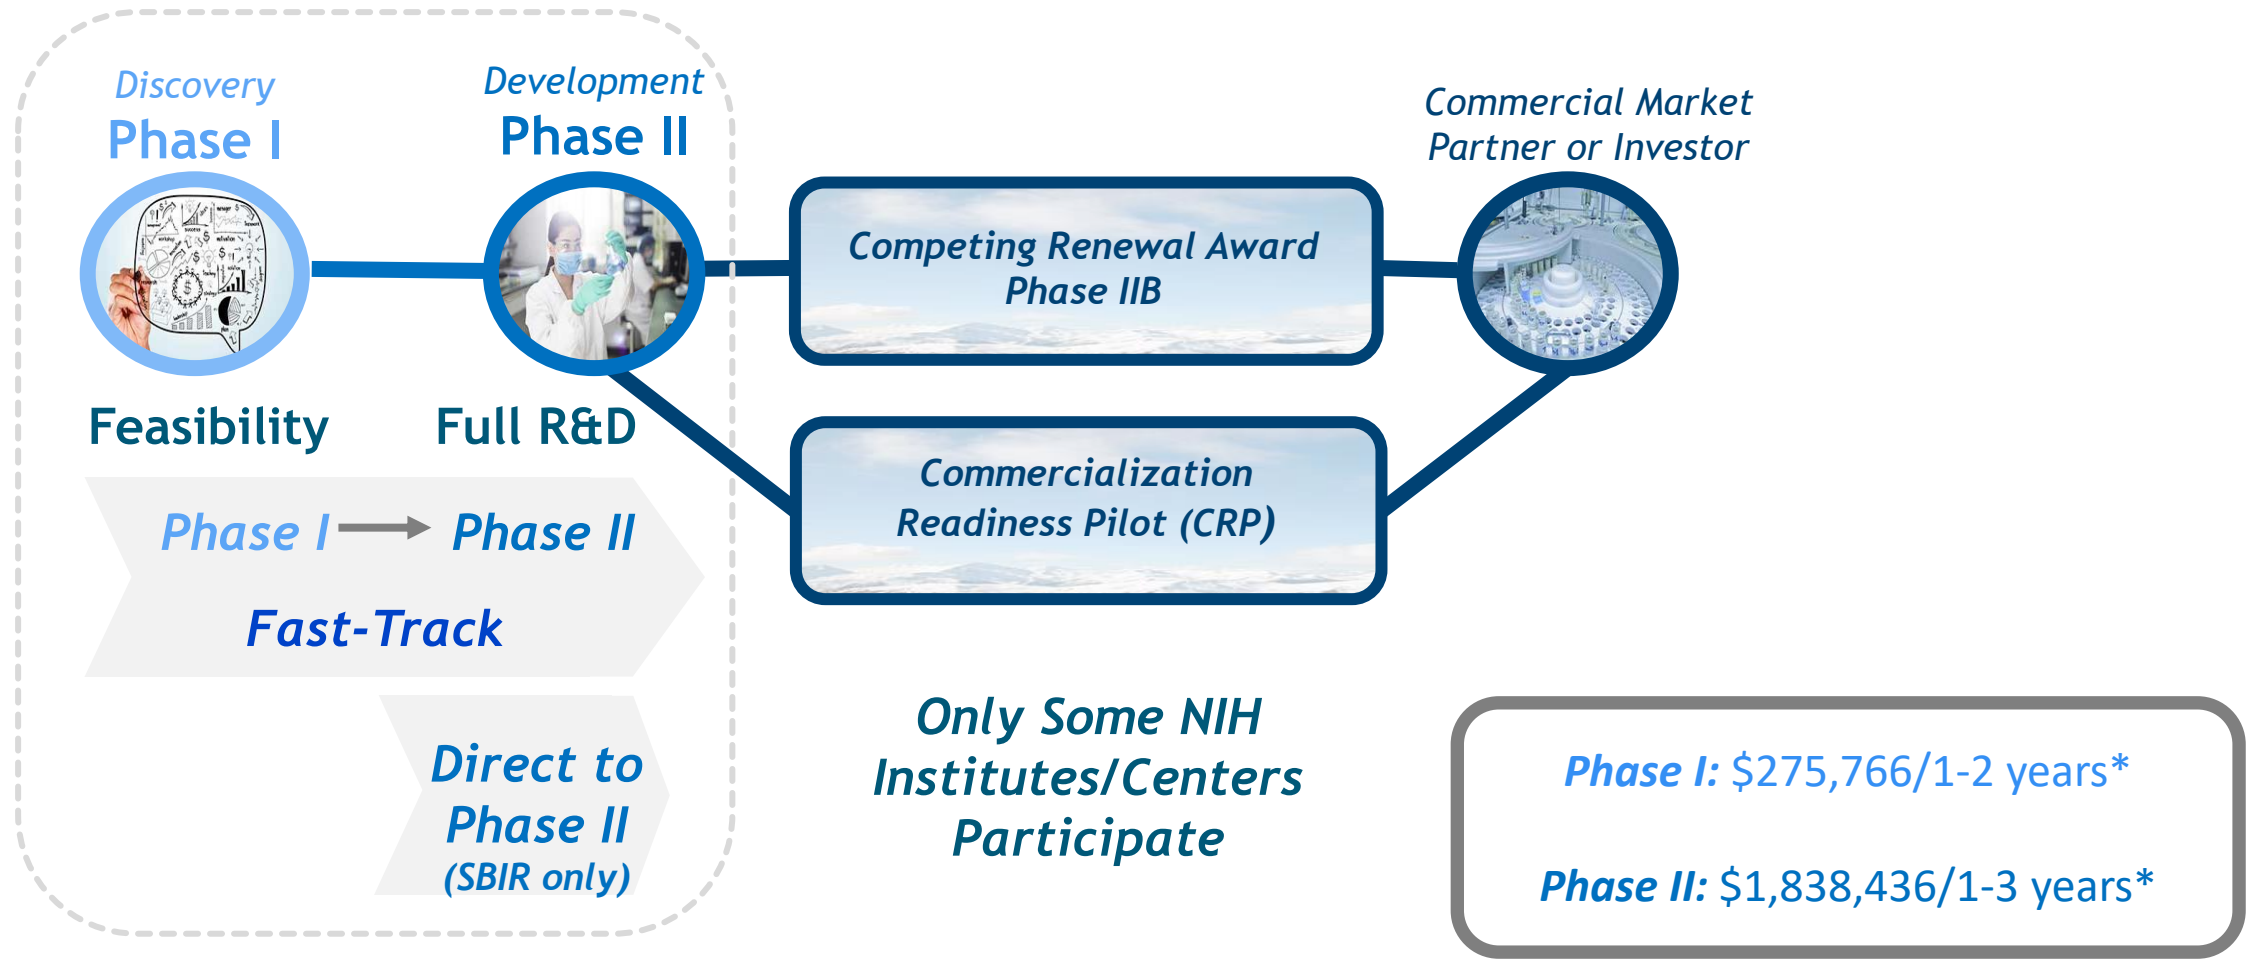 Discovery
Phase I
Development
Phase II
Commercial Market
Partner or Investor
Competing Renewal Award
Phase IIB
Feasibility
Full R&D
Commercialization
Readiness Pilot (CRP)
Phase I
Phase II
Fast-Track
Direct to
Phase II
(SBIR only)
Only Some NIH
Institutes/Centers
Participate
Phase I: $275,766/1-2 years*
Phase II: $1,838,436/1-3 years*